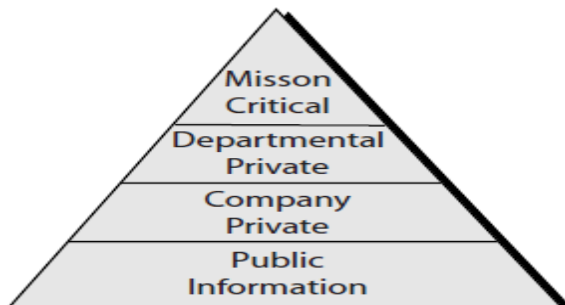 Misson
Critical
Departmental
Private
Company
Private
Public
Information